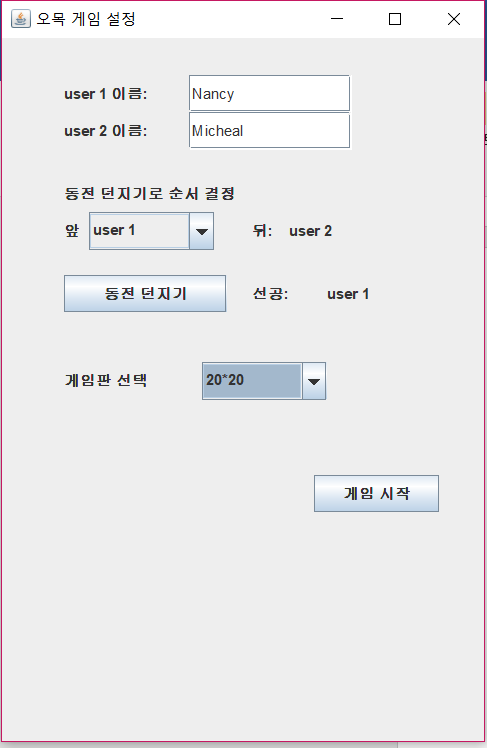 오목 게임 설정
user 1 이름: Nancy
user 2 이름: Micheal
동전 던지기로 순서 결정
앞 user 1 뒤: user 2
동전 던지기 선공: user 1
게임판 선택 20*20
게임 시작